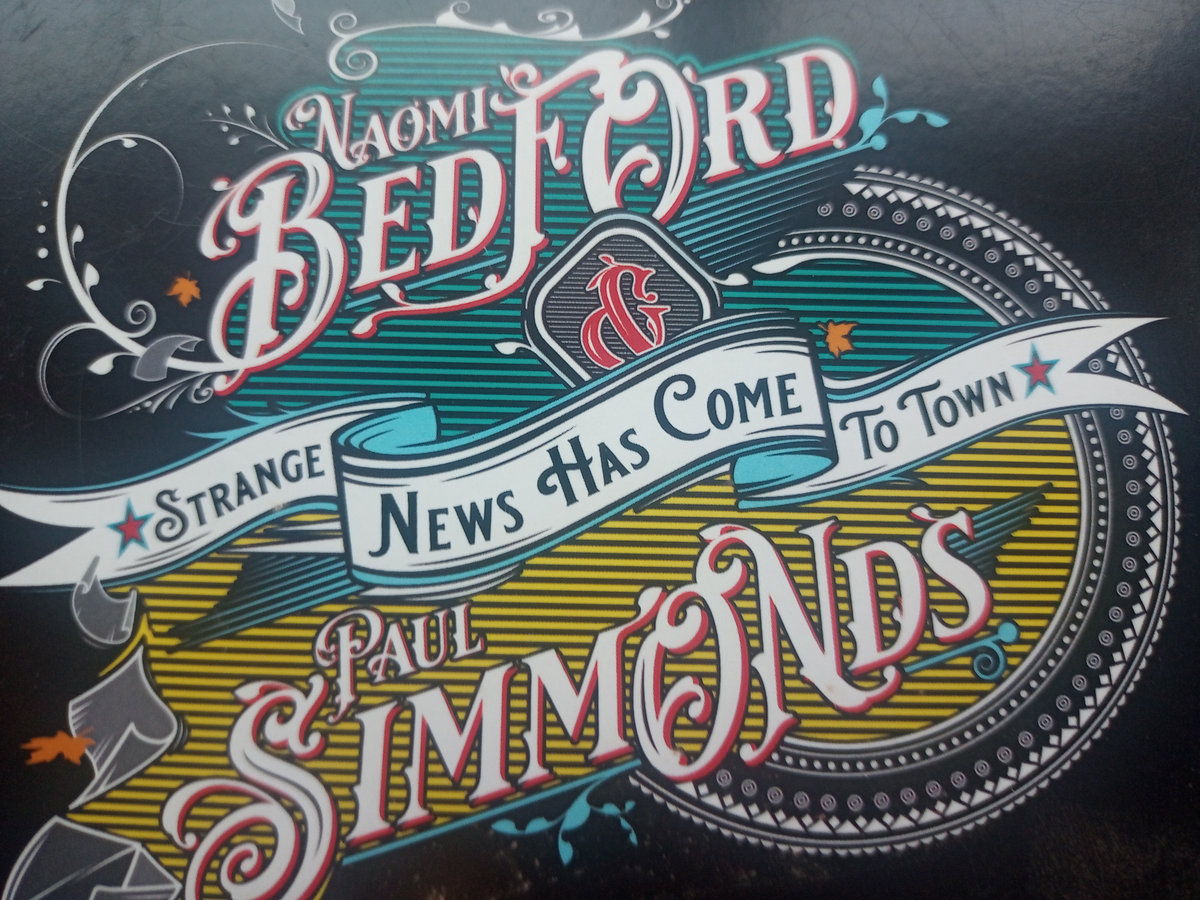 Naomi
Bedford
&
Strange News Has Come To Town
Paul
Simmonds